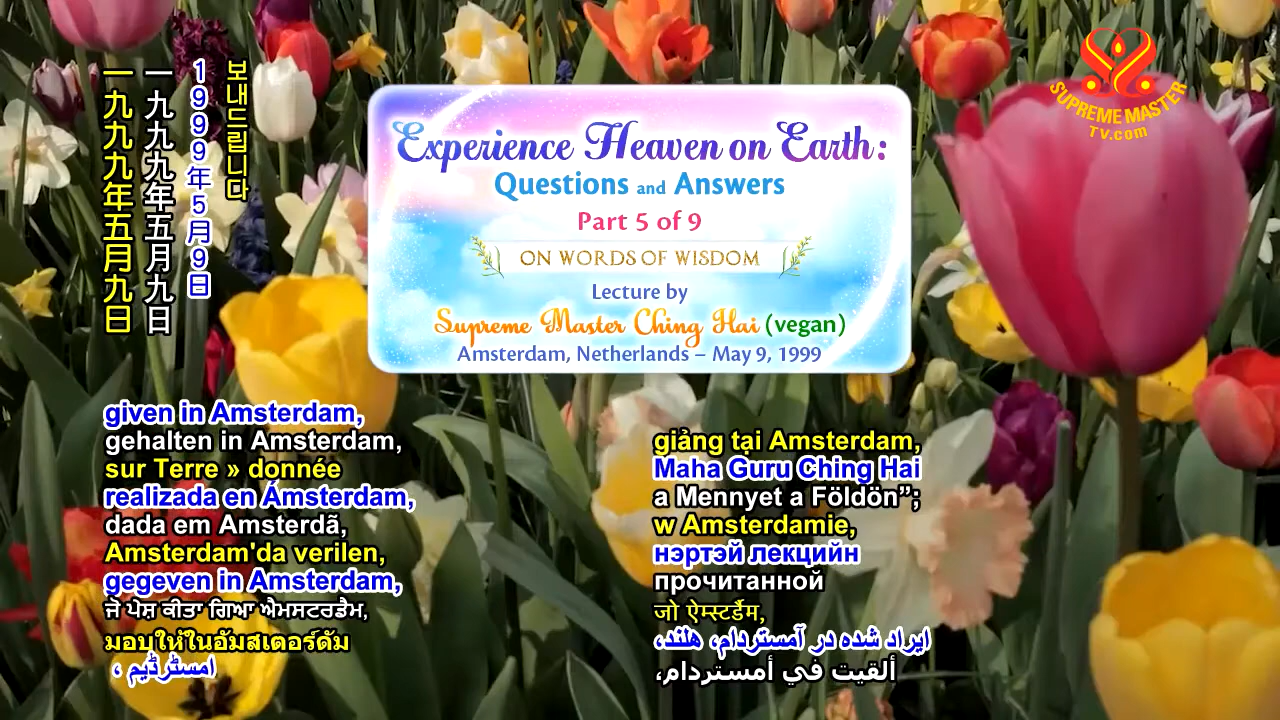 보내드립니다
1999年5月9日
一九九九年五月九日
一九九九年五月九日
SUPREME MASTER
TV.com
Experience Heaven on Earth:
Questions and Answers
Part 5 of 9
ON WORDS OF WISDOM
Lecture by
Supreme Master Ching Hai (vegan)
Amsterdam, Netherlands – May 9, 1999
given in Amsterdam,
gehalten in Amsterdam,
sur Terre » donnée
realizada en Ámsterdam,
dada em Amsterdã,
Amsterdam'da verilen,
gegeven in Amsterdam,
ਜੋ ਪੇਸ਼ ਕੀਤਾ ਗਿਆ ਐਮਸਟਰਡੈਮ,
มอบให้ในอัมสเตอร์ดัม
امسٹرڈیم ،
giảng tại Amsterdam,
Maha Guru Ching Hai
a Mennyet a Földön”;
w Amsterdamie,
нэртэй лекцийн
прочитанной
जो ऐम्स्टर्डैम,
ایراد شده در آمستردام، هلند،
ألقيت في أمستردام،